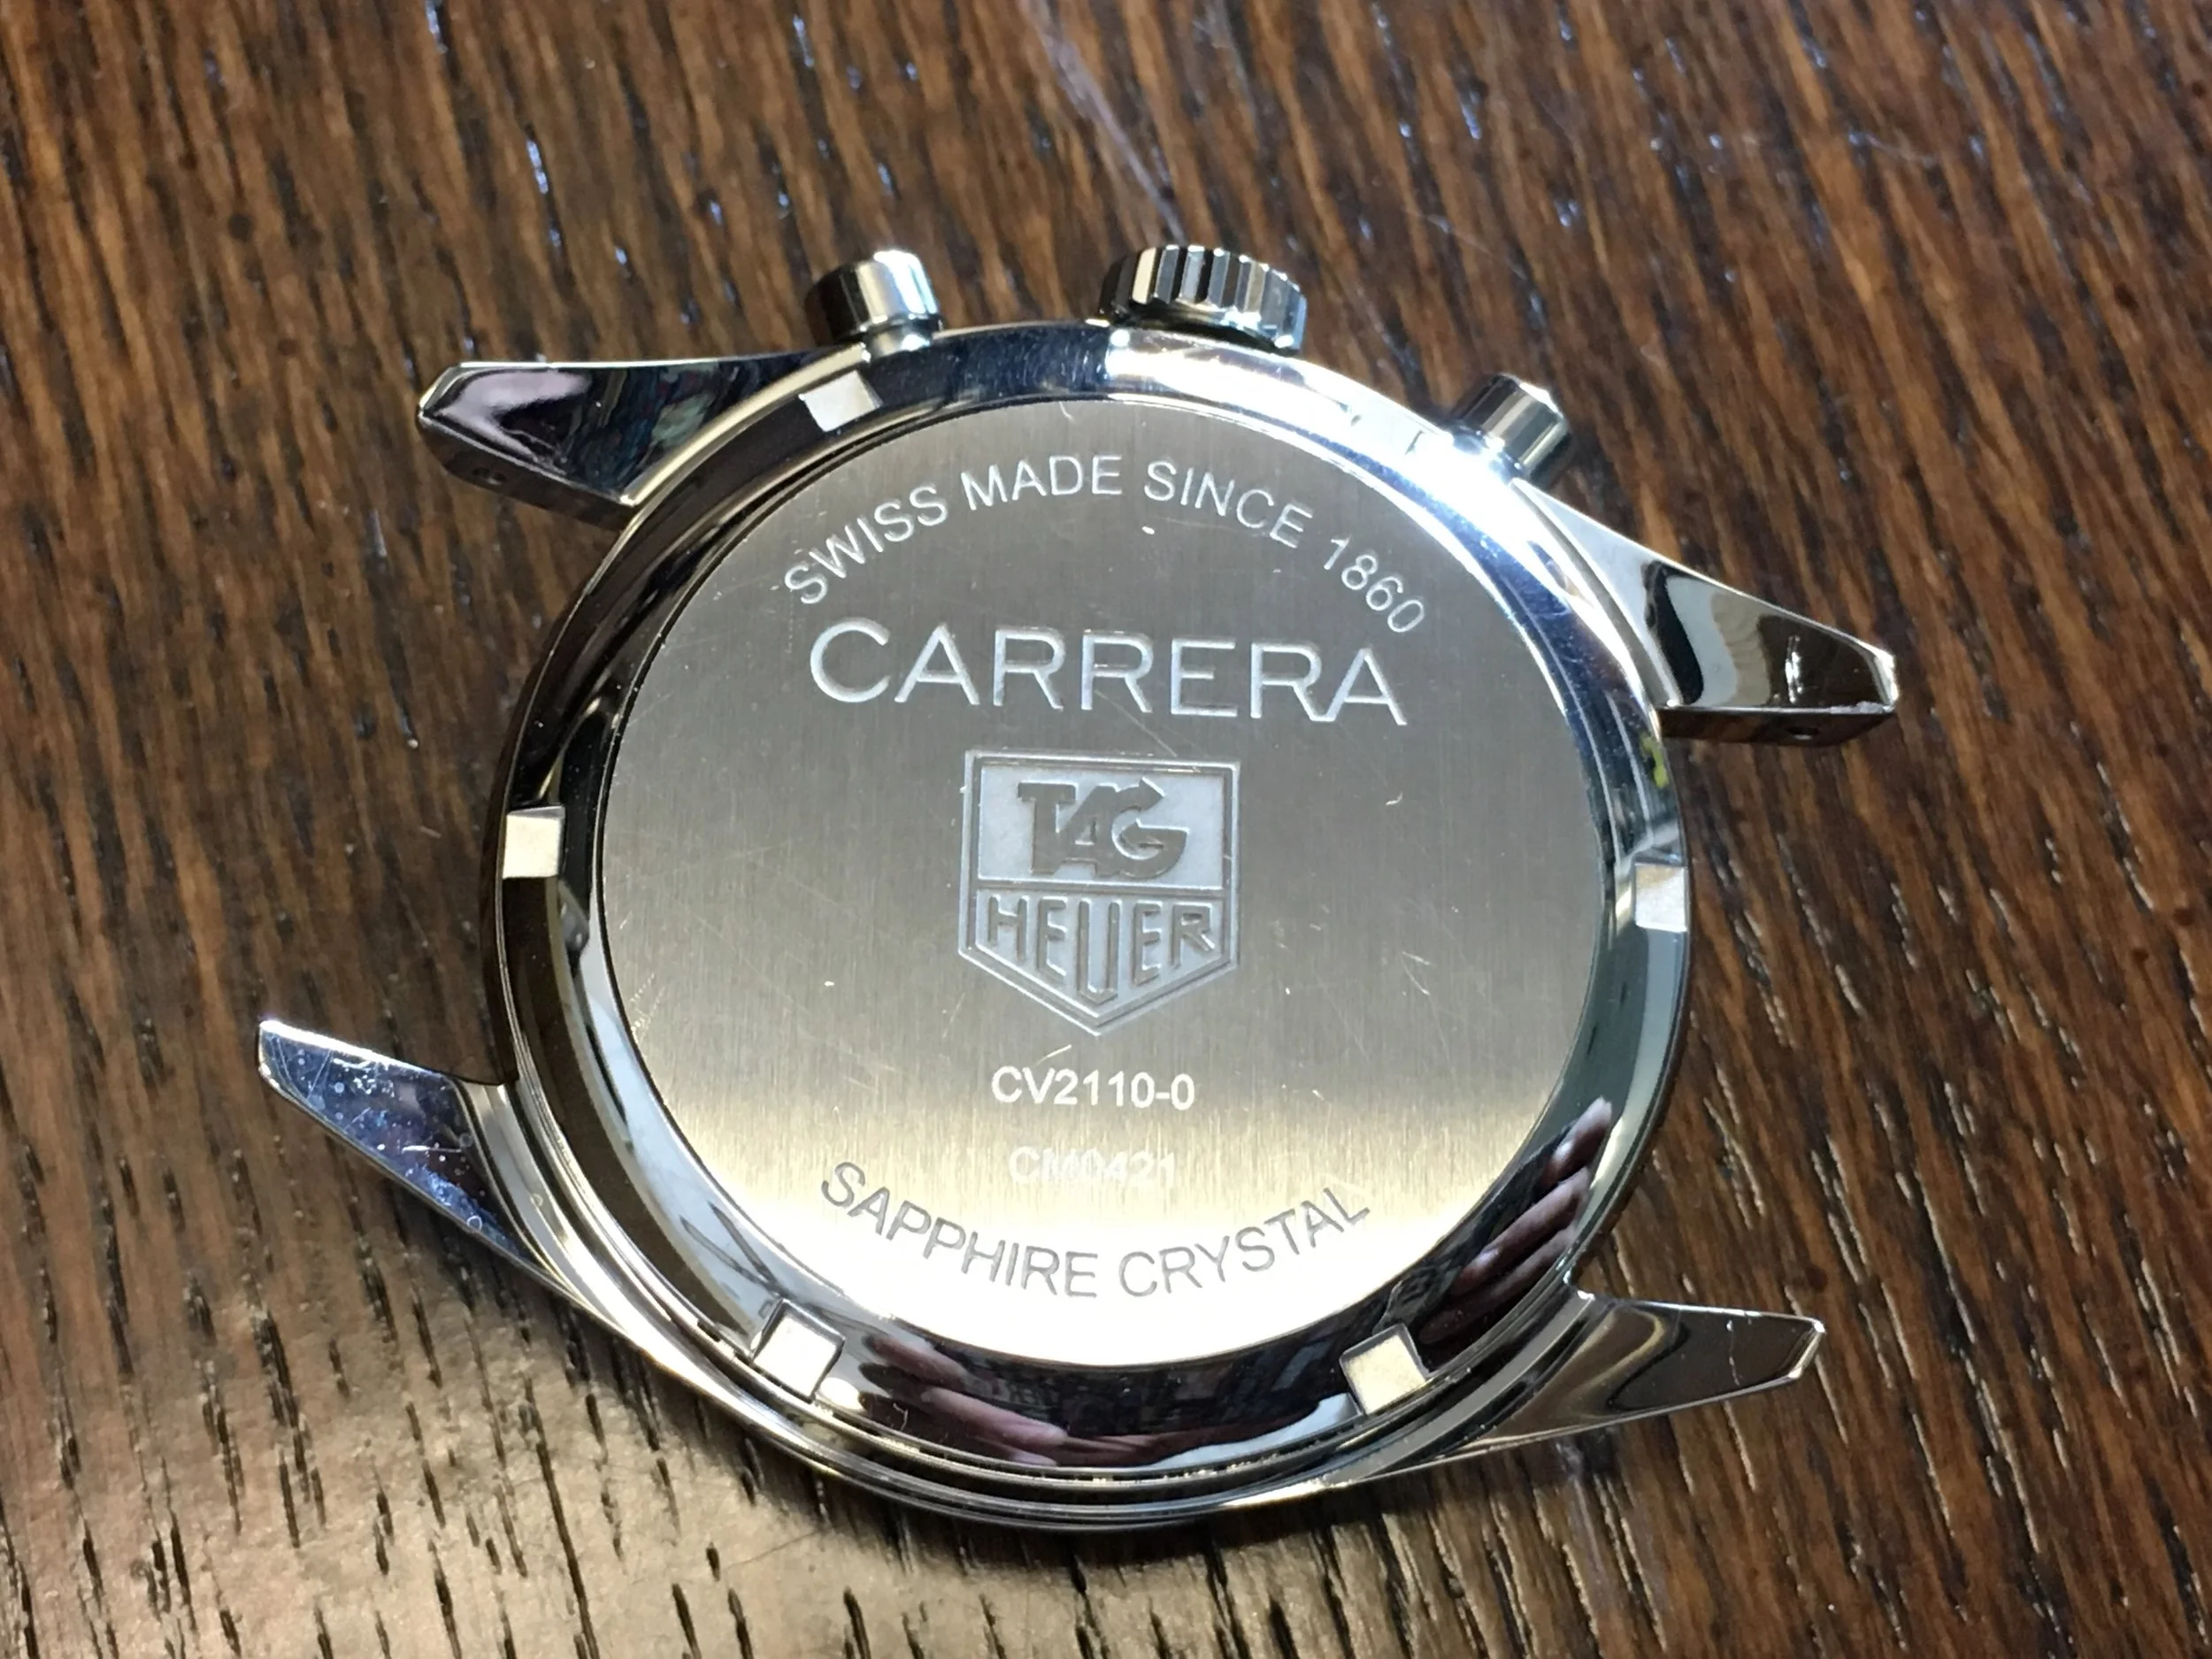 SWISS MADE SINCE 1860
CARRERA
TAG
HEUER
CV2110-0
CM0421
SAPPHIRE CRYSTAL